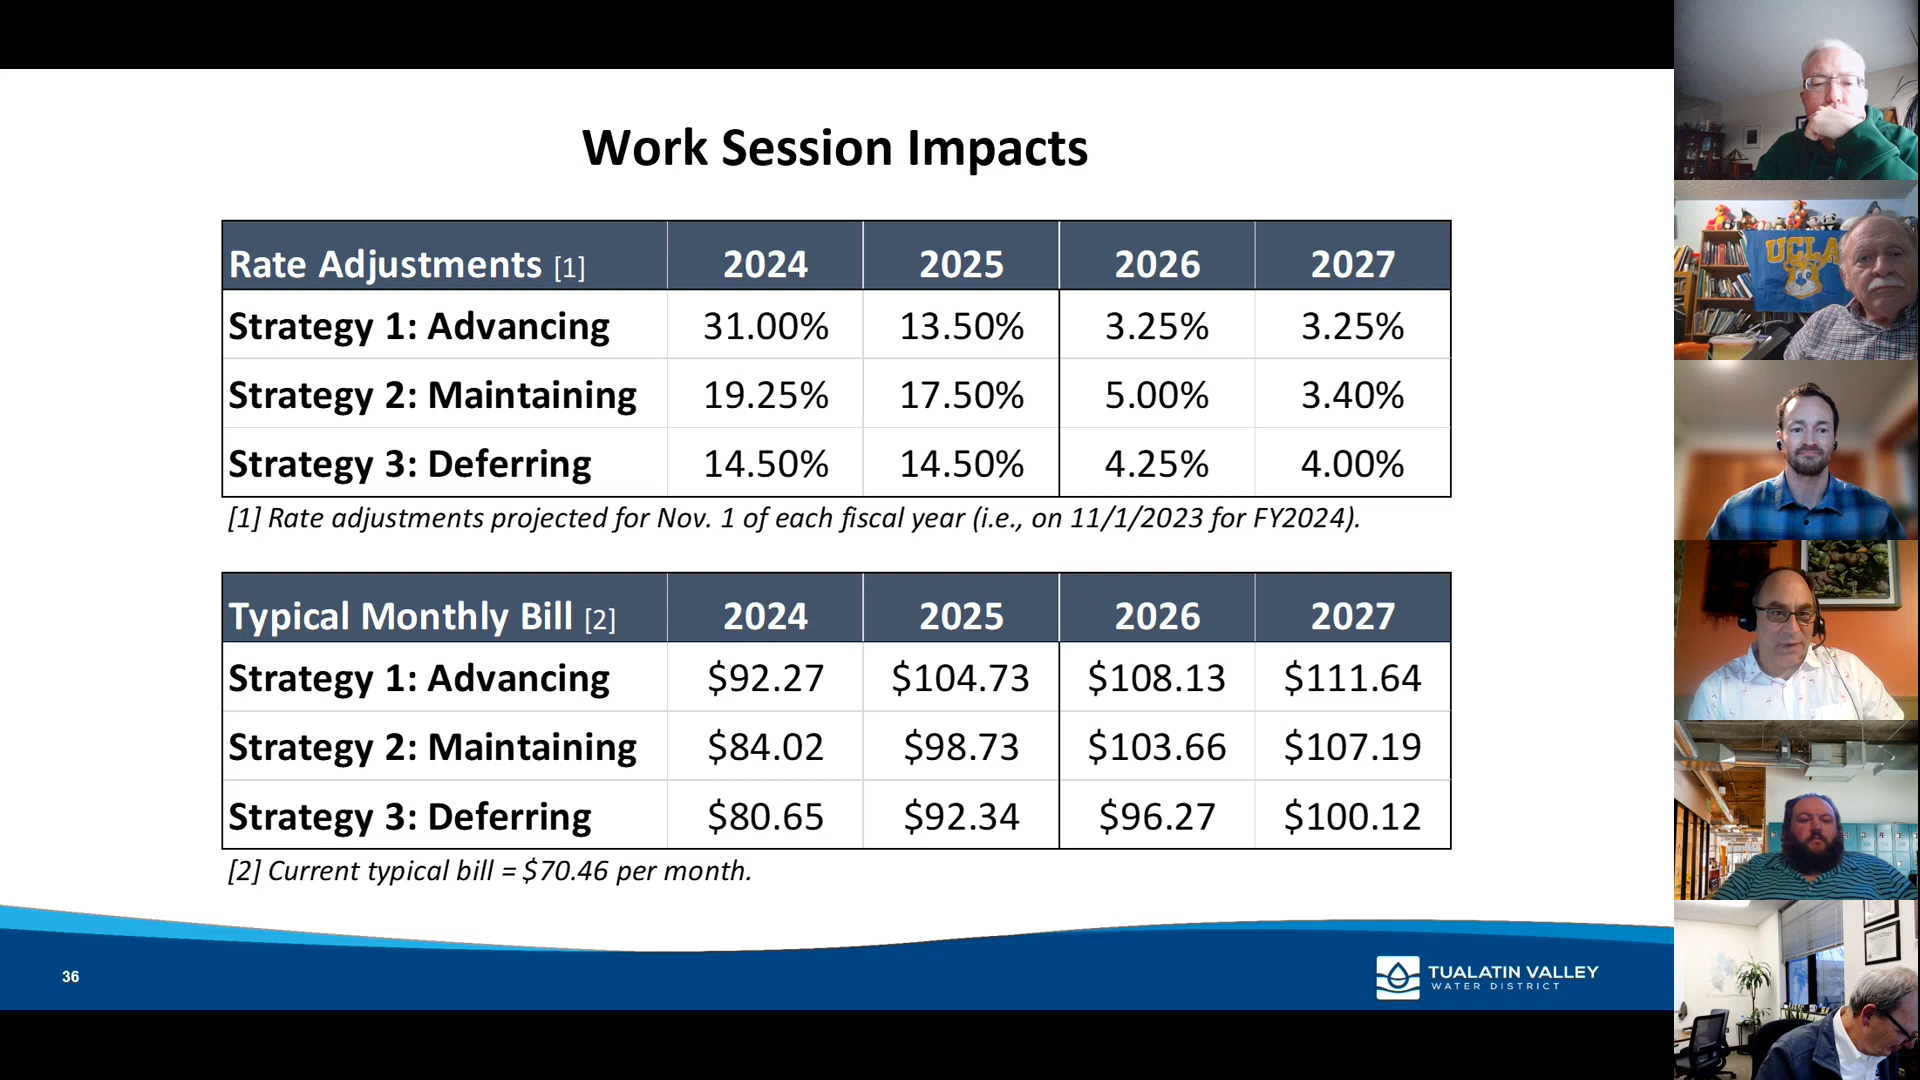 Work Session Impacts
Rate Adjustments [1] 2024 2025 2026 2027
Strategy 1: Advancing 31.00% 13.50% 3.25% 3.25%
Strategy 2: Maintaining 19.25% 17.50% 5.00% 3.40%
Strategy 3: Deferring 14.50% 14.50% 4.25% 4.00%
[1] Rate adjustments projected for Nov. 1 of each fiscal year (i.e., on 11/1/2023 for FY2024).
Typical Monthly Bill [2] 2024 2025 2026 2027
Strategy 1: Advancing $92.27 $104.73 $108.13 $111.64
Strategy 2: Maintaining $84.02 $98.73 $103.66 $107.19
Strategy 3: Deferring $80.65 $92.34 $96.27 $100.12
[2] Current typical bill = $70.46 per month.
36
TUALATIN VALLEY
WATER DISTRICT
UCLA